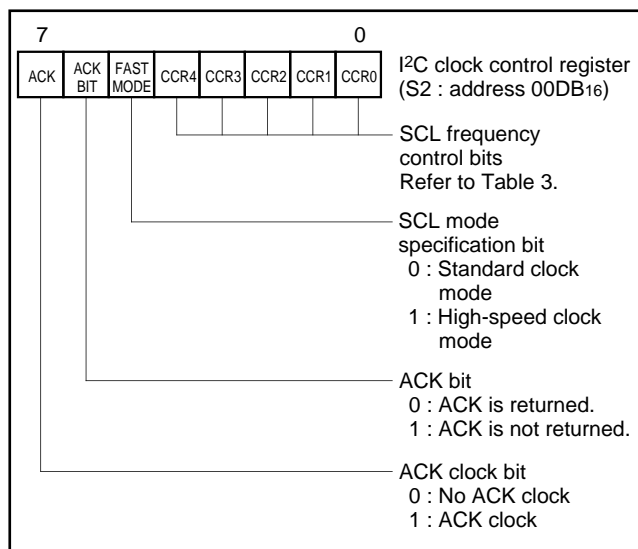 7 0
ACK ACK BIT FAST MODE CCR4 CCR3 CCR2 CCR1 CCR0
I²C clock control register
(S2 : address 00DB₁₆)
SCL frequency
control bits
Refer to Table 3.
SCL mode
specification bit
0 : Standard clock
mode
1 : High-speed clock
mode
ACK bit
0 : ACK is returned.
1 : ACK is not returned.
ACK clock bit
0 : No ACK clock
1 : ACK clock